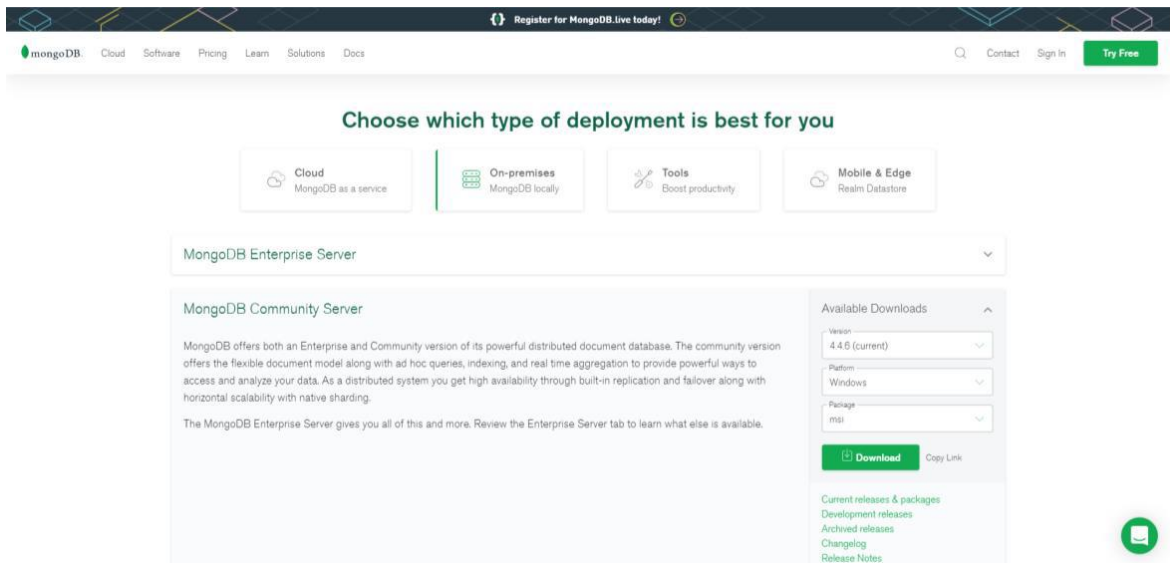 Register for MongoDB.live today!
mongoDB. Cloud Software Pricing Learn Solutions Docs Contact Sign In Try Free
Choose which type of deployment is best for you
Cloud
MongoDB as a service
On-premises
MongoDB locally
Tools
Boost productivity
Mobile & Edge
Realm Datastore
MongoDB Enterprise Server
MongoDB Community Server
MongoDB offers both an Enterprise and Community version of its powerful distributed document database. The community version
offers the flexible document model along with ad hoc queries, indexing, and real time aggregation to provide powerful ways to
access and analyze your data. As a distributed system you get high availability through built-in replication and failover along with
horizontal scalability with native sharding.
The MongoDB Enterprise Server gives you all of this and more. Review the Enterprise Server tab to learn what else is available.
Available Downloads
Version
4.4.6 (current)
Platform
Windows
Package
msi
Download Copy Link
Current releases & packages
Development releases
Archived releases
Changelog
Release Notes